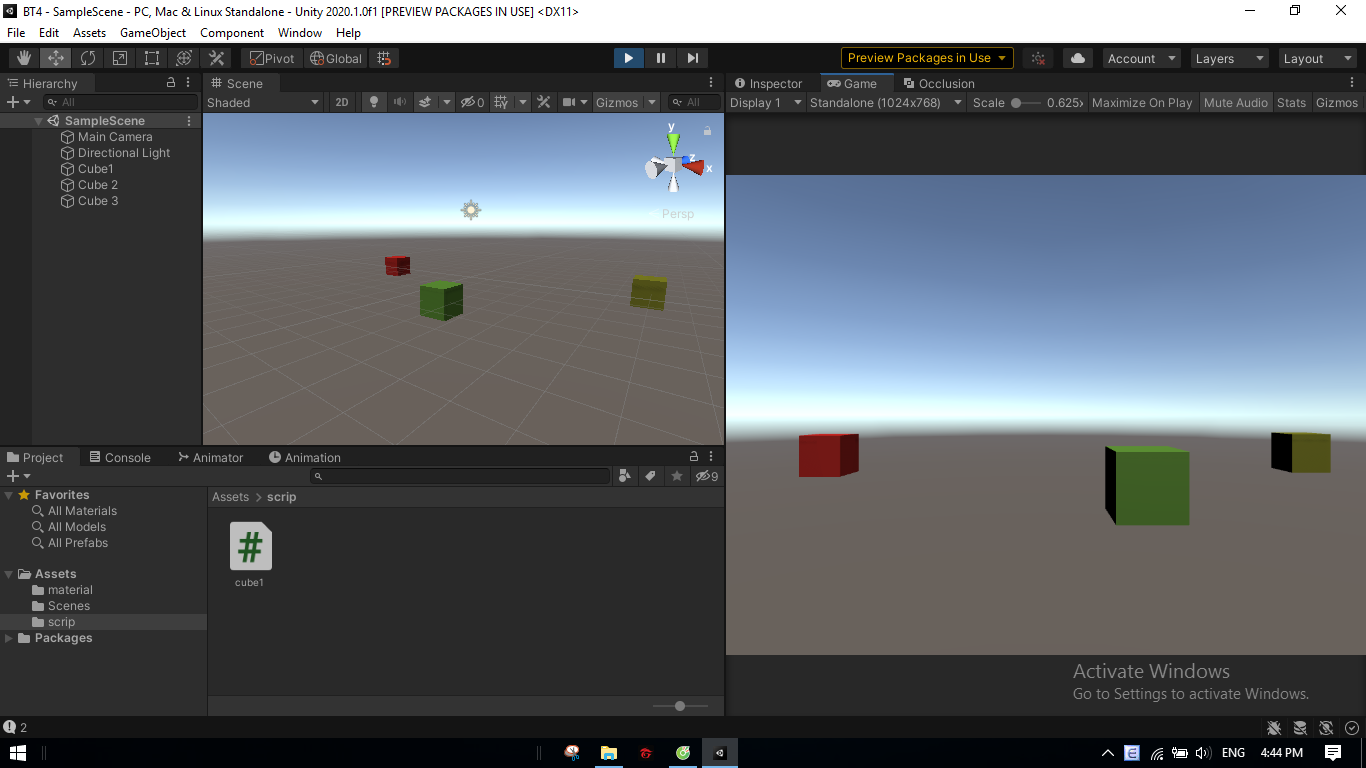 BT4 - SampleScene - PC, Mac & Linux Standalone - Unity 2020.1.0f1 [PREVIEW PACKAGES IN USE] <DX11>
File Edit Assets GameObject Component Window Help
Pivot Global Preview Packages in Use Account Layers Layout
Hierarchy Scene Inspector Game Occlusion
All Shaded 2D 0 Gizmos All Display 1 Standalone (1024x768) Scale 0.625x Maximize On Play Mute Audio Stats Gizmos
SampleScene
Main Camera
Directional Light
Cube1
Cube 2
Cube 3
y
z
x
Persp
Project Console Animator Animation
9
Favorites
All Materials
All Models
All Prefabs
Assets
material
Scenes
scrip
Packages
Assets > scrip
#
cube1
Activate Windows
Go to Settings to activate Windows.
2
ENG 4:44 PM